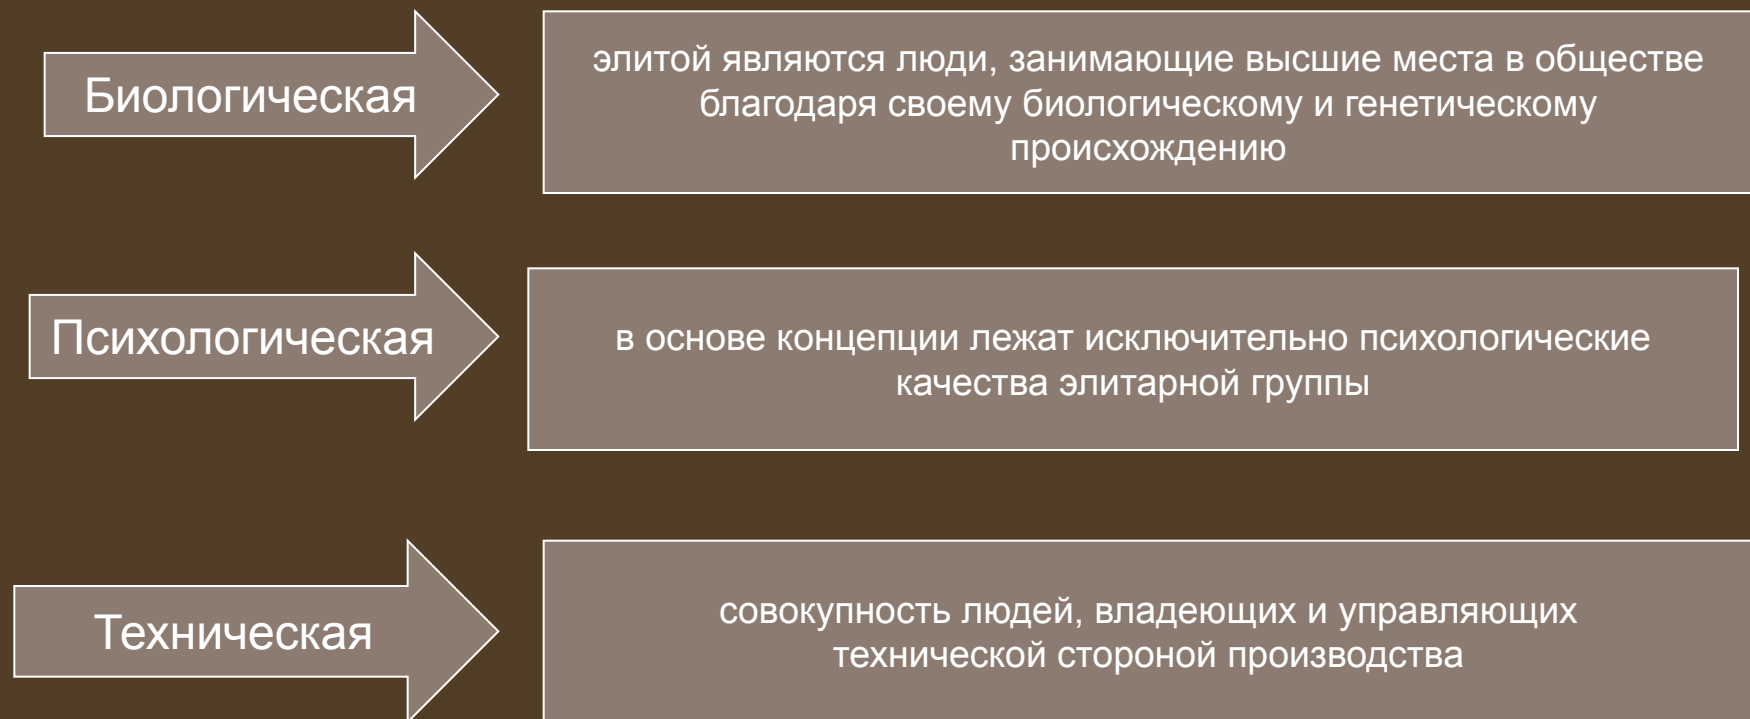 Биологическая
элитой являются люди, занимающие высшие места в обществе
благодаря своему биологическому и генетическому
происхождению
Психологическая
в основе концепции лежат исключительно психологические
качества элитарной группы
Техническая
совокупность людей, владеющих и управляющих
технической стороной производства